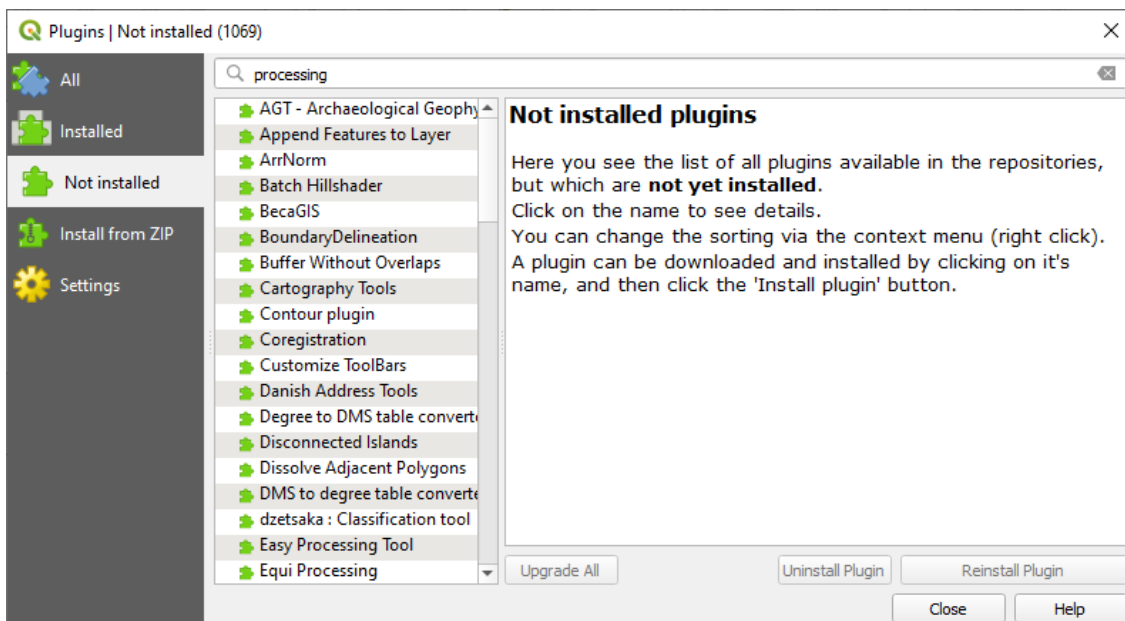 Plugins | Not installed (1069)
All
Installed
Not installed
Install from ZIP
Settings
processing
AGT - Archaeological Geophy
Append Features to Layer
ArrNorm
Batch Hillshader
BecaGIS
BoundaryDelineation
Buffer Without Overlaps
Cartography Tools
Contour plugin
Coregistration
Customize ToolBars
Danish Address Tools
Degree to DMS table converte
Disconnected Islands
Dissolve Adjacent Polygons
DMS to degree table converte
dzetsaka : Classification tool
Easy Processing Tool
Equi Processing
Not installed plugins
Here you see the list of all plugins available in the repositories,
but which are not yet installed.
Click on the name to see details.
You can change the sorting via the context menu (right click).
A plugin can be downloaded and installed by clicking on it's
name, and then click the 'Install plugin' button.
Upgrade All
Uninstall Plugin
Reinstall Plugin
Close
Help